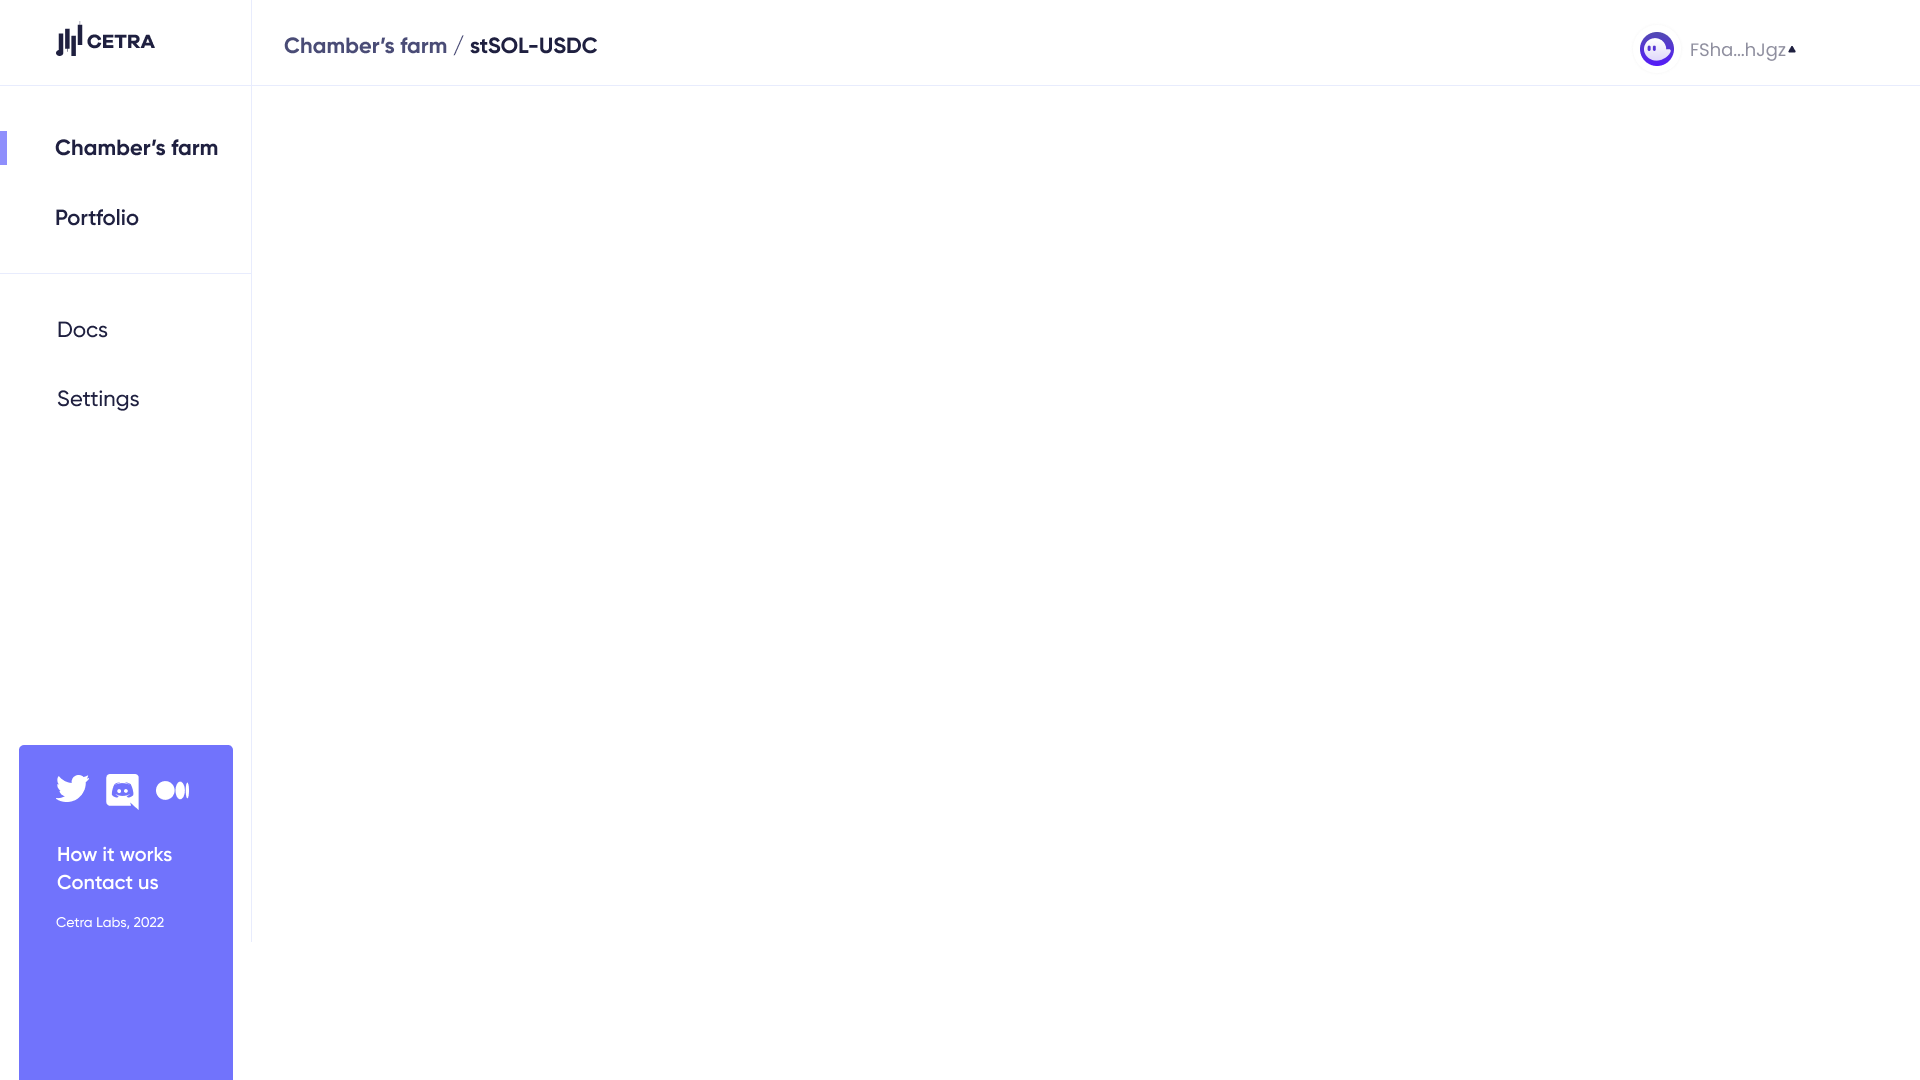 CETRA
Chamber’s farm / stSOL-USDC
FSha...hJgz
Chamber’s farm
Portfolio
Docs
Settings
How it works
Contact us
Cetra Labs, 2022